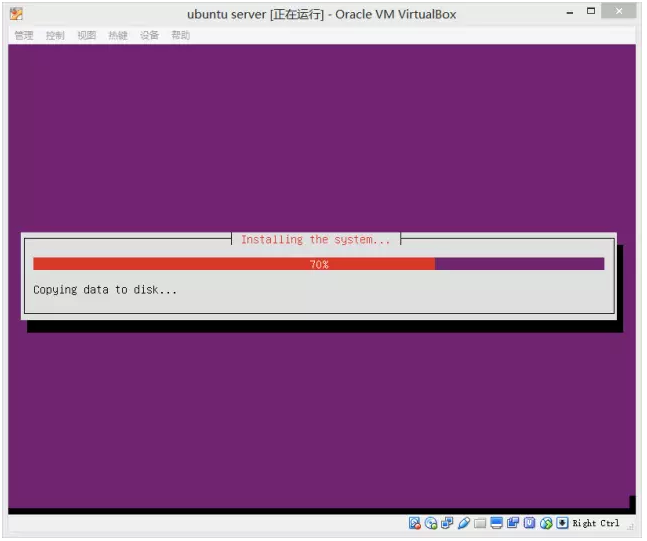 ubuntu server [正在运行] - Oracle VM VirtualBox
管理 控制 视图 热键 设备 帮助
Installing the system...
70%
Copying data to disk...
Right Ctrl